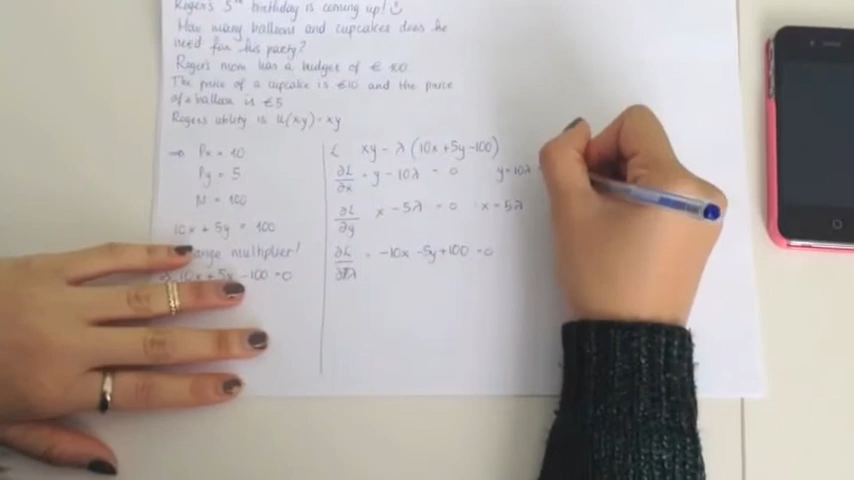 Roger's 5th birthday is coming up!
How many balloons and cupcakes does he
need for his party?
Roger's mom has a budget of € 100
The price of a cupcake is €10 and the price
of a balloon is €5
Rogers utility is U(xy)=xy
→ Px = 10
Py = 5
M = 100
10x + 5y = 100
ange multiplier!
10x + 5y - 100 = 0
L xy - λ (10x + 5y - 100)
∂L/∂x = y - 10λ = 0 y = 10λ
∂L/∂y x - 5λ = 0 x = 5λ
∂L/∂λ = -10x - 5y + 100 = 0